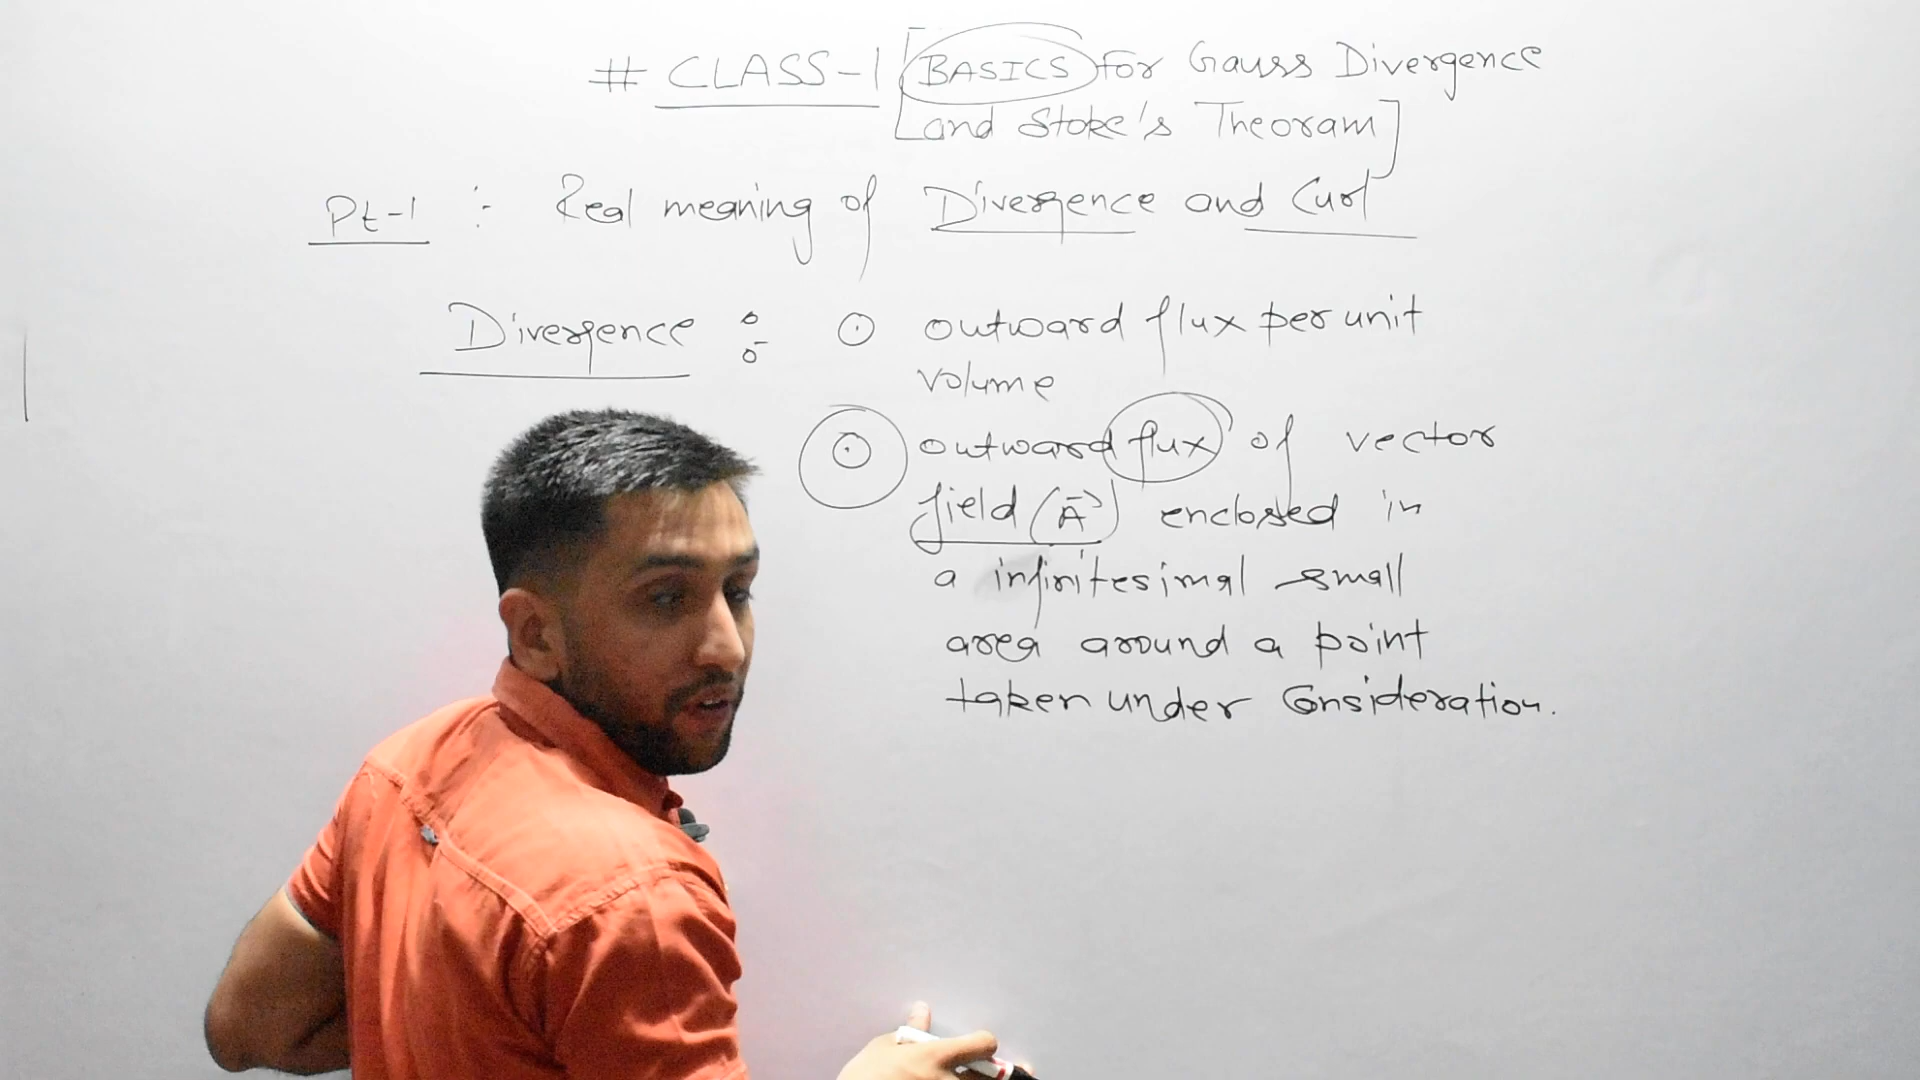 # CLASS-1 [BASICS for Gauss Divergence
and Stoke's Theoram]
Pt-1 : Real meaning of Divergence and Curl
Divergence : ⊙ outward flux per unit
volume
⊙ outward flux of vector
field (A) enclosed in
a infinitesimal small
area around a point
taken under Consideration.